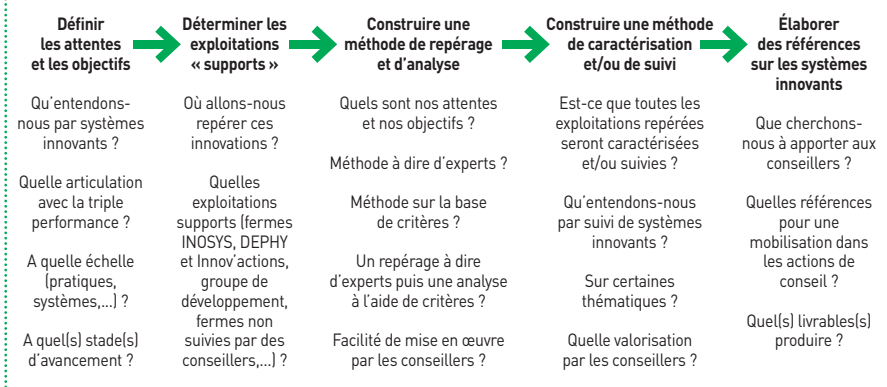 Définir
les attentes
et les objectifs
Qu'entendons-
nous par systèmes
innovants ?
Quelle articulation
avec la triple
performance ?
A quelle échelle
(pratiques,
systèmes,...) ?
A quel(s) stade(s)
d'avancement ?
Déterminer les
exploitations
« supports »
Où allons-nous
repérer ces
innovations ?
Quelles
exploitations
supports (fermes
INOSYS, DEPHY
et Innov'actions,
groupe de
développement,
fermes non
suivies par des
conseillers,...) ?
Construire une
méthode de repérage
et d'analyse
Quels sont nos attentes
et nos objectifs ?
Méthode à dire d'experts ?
Méthode sur la base
de critères ?
Un repérage à dire
d'experts puis une analyse
à l'aide de critères ?
Facilité de mise en œuvre
par les conseillers ?
Construire une méthode
de caractérisation
et/ou de suivi
Est-ce que toutes les
exploitations repérées
seront caractérisées
et/ou suivies ?
Qu'entendons-nous
par suivi de systèmes
innovants ?
Sur certaines
thématiques ?
Quelle valorisation
par les conseillers ?
Élaborer
des références
sur les systèmes
innovants
Que cherchons-
nous à apporter aux
conseillers ?
Quelles références
pour une
mobilisation dans
les actions de
conseil ?
Quel(s) livrables(s)
produire ?